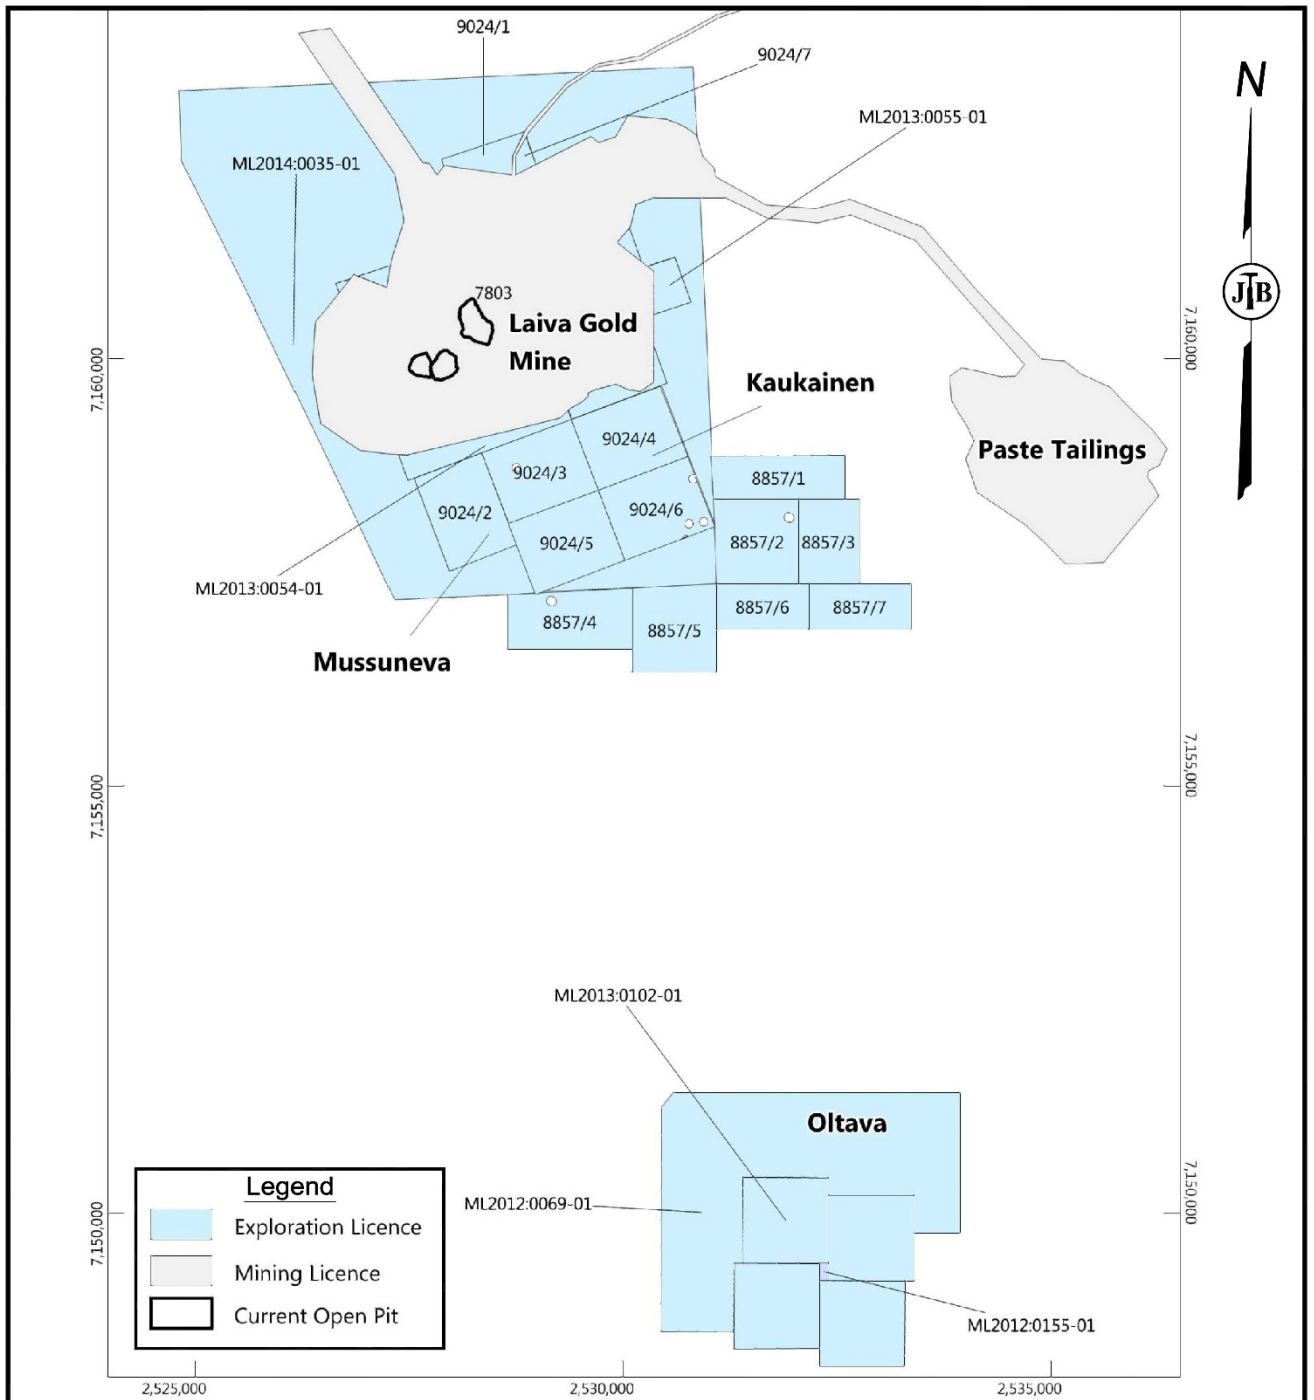 9024/1
9024/7
N
ML2013:0055-01
ML2014:0035-01
JTB
7803
Laiva Gold
Mine
7,160,000
7,160,000
Kaukainen
9024/4
Paste Tailings
9024/3
8857/1
9024/2
9024/6
9024/5
8857/2
8857/3
ML2013:0054-01
8857/4
8857/5
8857/6
8857/7
Mussuneva
7,155,000
7,155,000
ML2013:0102-01
Oltava
ML2012:0069-01
7,150,000
7,150,000
Legend
Exploration Licence
Mining Licence
Current Open Pit
ML2012:0155-01
2,525,000
2,530,000
2,535,000